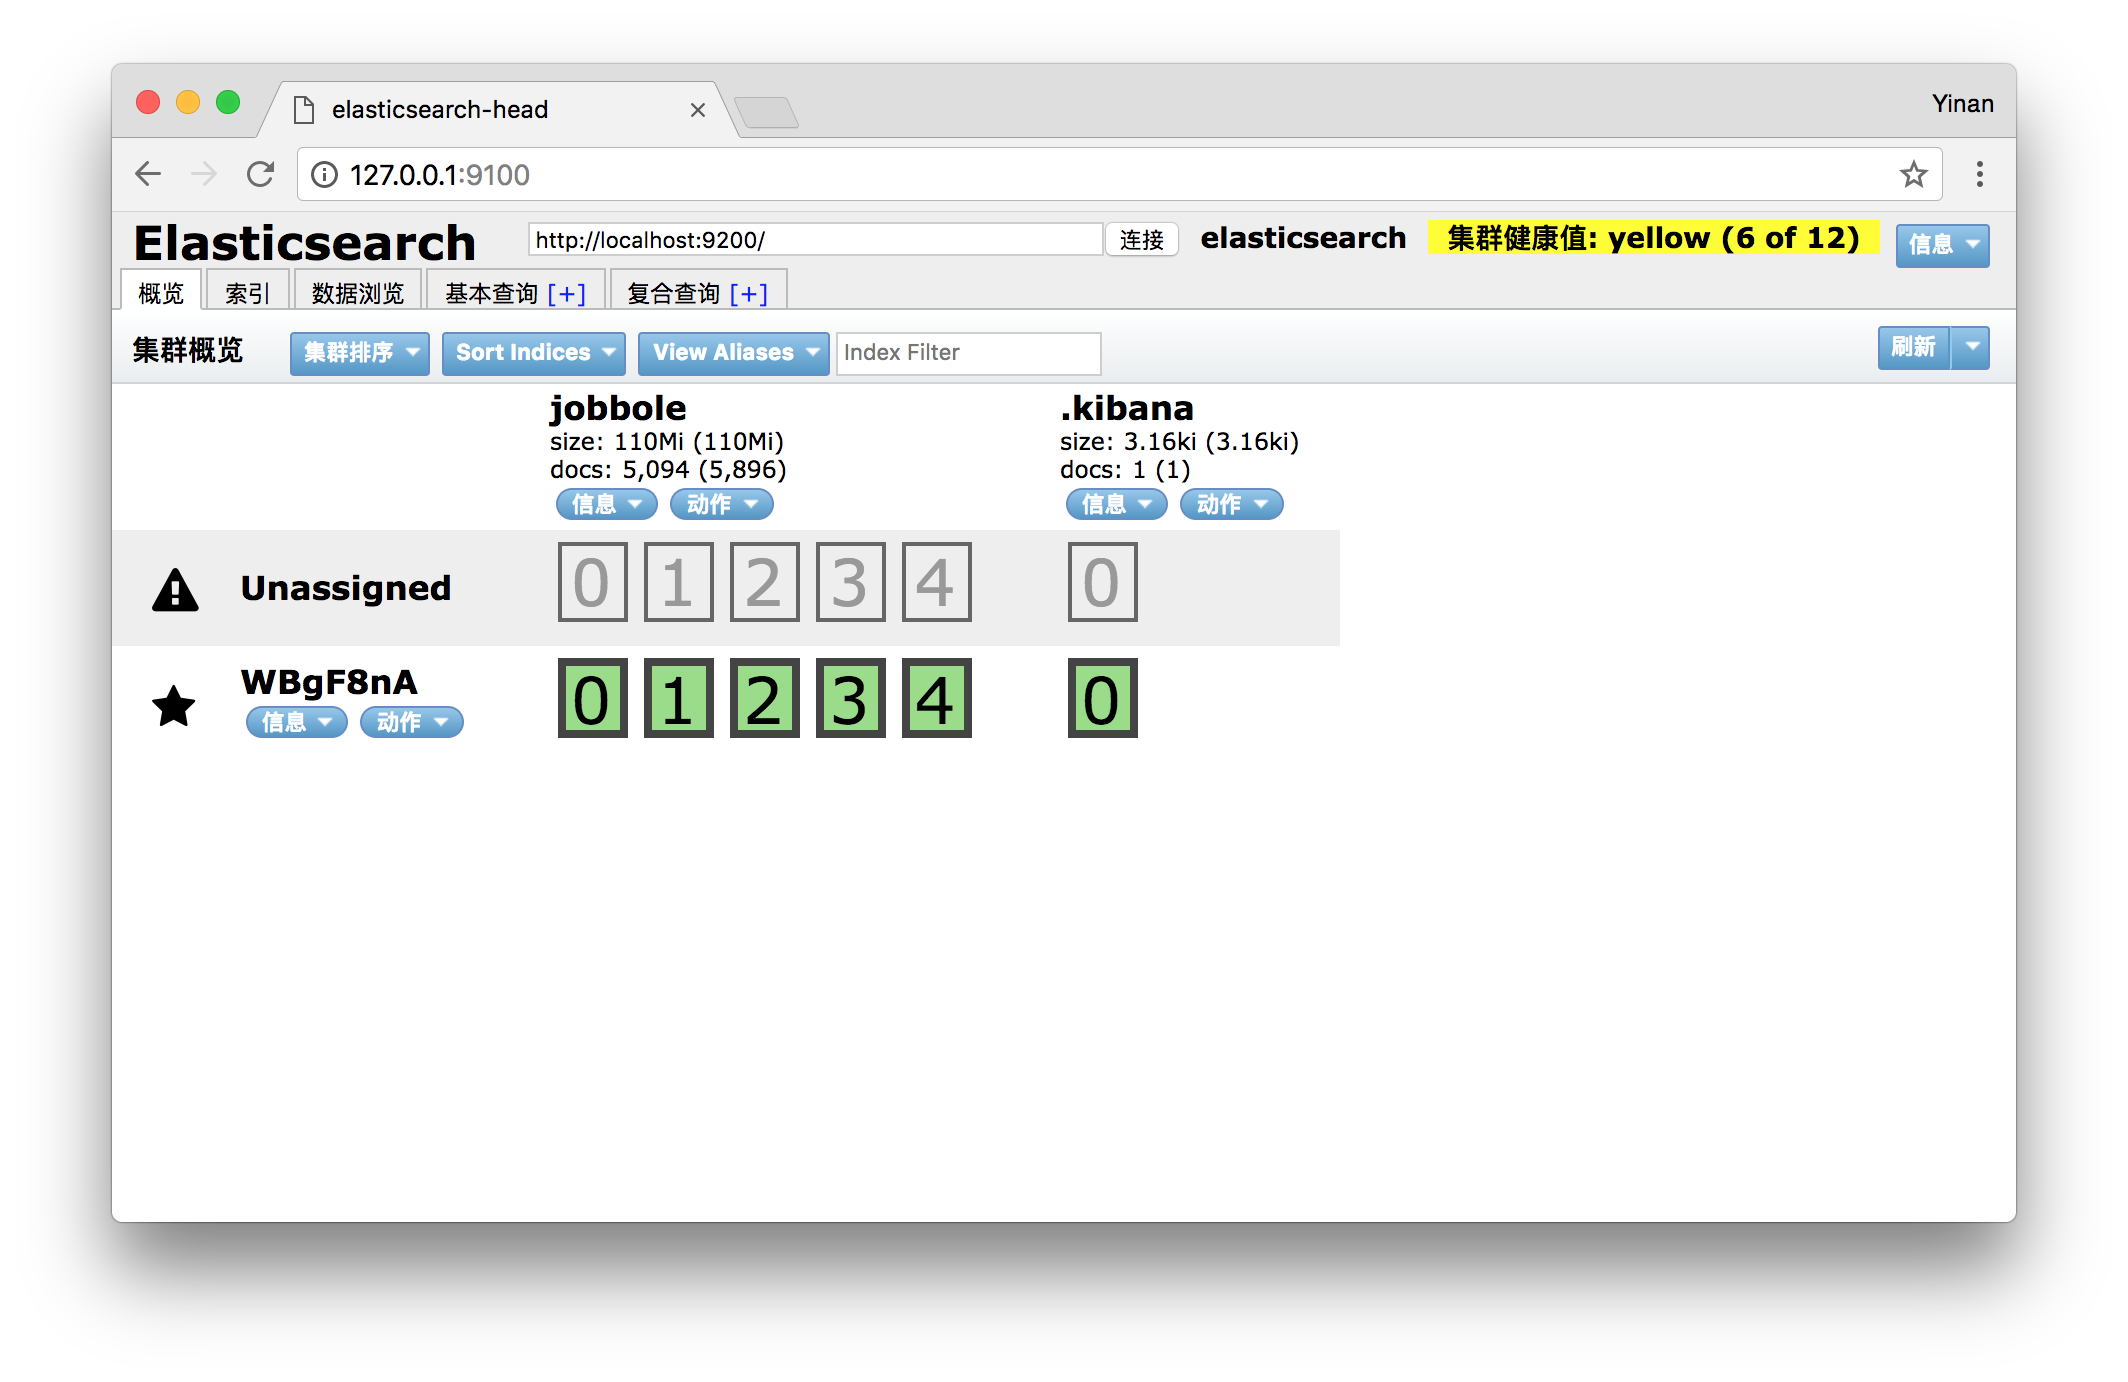 elasticsearch-head
Yinan
127.0.0.1:9100
Elasticsearch http://localhost:9200/ 连接 elasticsearch 集群健康值: yellow (6 of 12) 信息
概览 索引 数据浏览 基本查询 [+] 复合查询 [+]
集群概览 集群排序 Sort Indices View Aliases Index Filter 刷新
jobbole .kibana
size: 110Mi (110Mi) size: 3.16ki (3.16ki)
docs: 5,094 (5,896) docs: 1 (1)
信息 动作 信息 动作
Unassigned 0 1 2 3 4 0
WBgF8nA 0 1 2 3 4 0
信息 动作